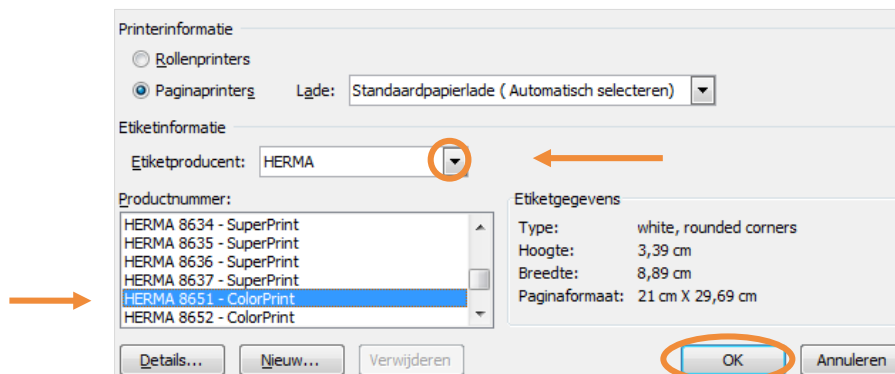 Printerinformatie
Rollenprinters
Paginaprinters Lade: Standaardpapierlade ( Automatisch selecteren)
Etiketinformatie
Etiketproducent: HERMA
Productnummer:
HERMA 8634 - SuperPrint
HERMA 8635 - SuperPrint
HERMA 8636 - SuperPrint
HERMA 8637 - SuperPrint
HERMA 8651 - ColorPrint
HERMA 8652 - ColorPrint
Etiketgegevens
Type: white, rounded corners
Hoogte: 3,39 cm
Breedte: 8,89 cm
Paginaformaat: 21 cm X 29,69 cm
Details... Nieuw... Verwijderen OK Annuleren